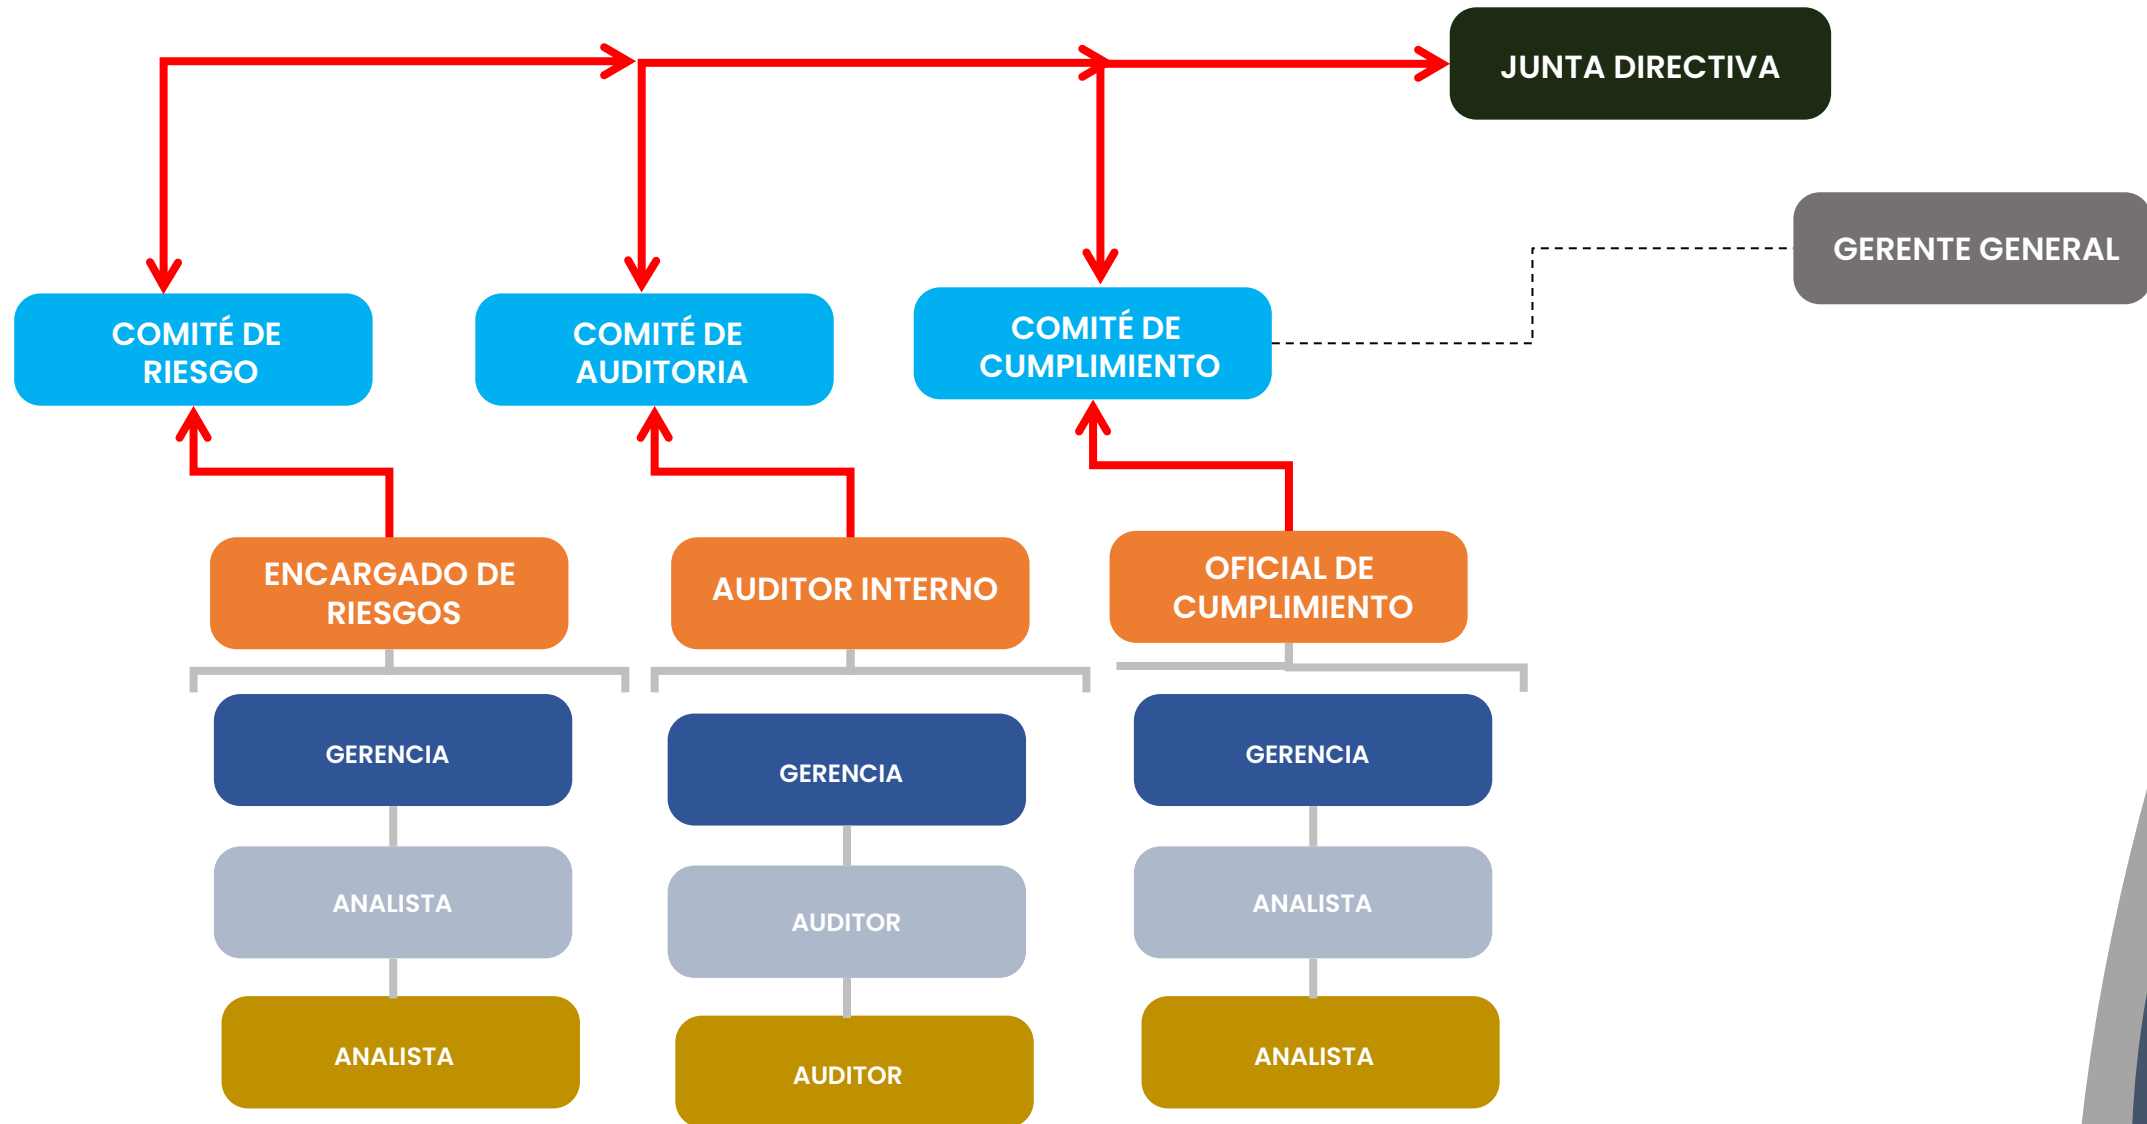 JUNTA DIRECTIVA
GERENTE GENERAL
COMITÉ DE
RIESGO
COMITÉ DE
AUDITORIA
COMITÉ DE
CUMPLIMIENTO
ENCARGADO DE
RIESGOS
AUDITOR INTERNO
OFICIAL DE
CUMPLIMIENTO
GERENCIA
GERENCIA
GERENCIA
ANALISTA
AUDITOR
ANALISTA
ANALISTA
AUDITOR
ANALISTA